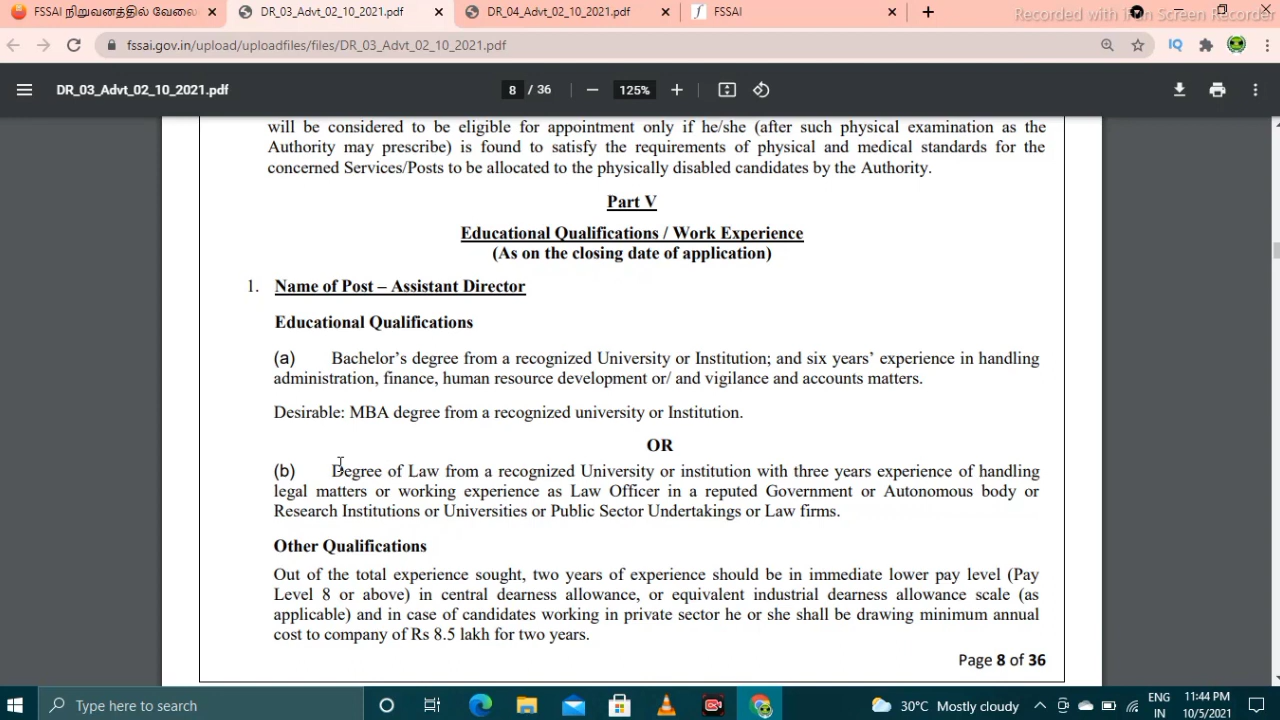 FSSAI நிறுவனத்தில் வேலை
DR_03_Advt_02_10_2021.pdf
DR_04_Advt_02_10_2021.pdf
FSSAI
Recorded with Screen Recorder
fssai.gov.in/upload/uploadfiles/files/DR_03_Advt_02_10_2021.pdf
IQ
DR_03_Advt_02_10_2021.pdf
8 / 36
125%
will be considered to be eligible for appointment only if he/she (after such physical examination as the
Authority may prescribe) is found to satisfy the requirements of physical and medical standards for the
concerned Services/Posts to be allocated to the physically disabled candidates by the Authority.
Part V
Educational Qualifications / Work Experience
(As on the closing date of application)
1. Name of Post – Assistant Director
Educational Qualifications
(a) Bachelor's degree from a recognized University or Institution; and six years' experience in handling
administration, finance, human resource development or/ and vigilance and accounts matters.
Desirable: MBA degree from a recognized university or Institution.
OR
(b) Degree of Law from a recognized University or institution with three years experience of handling
legal matters or working experience as Law Officer in a reputed Government or Autonomous body or
Research Institutions or Universities or Public Sector Undertakings or Law firms.
Other Qualifications
Out of the total experience sought, two years of experience should be in immediate lower pay level (Pay
Level 8 or above) in central dearness allowance, or equivalent industrial dearness allowance scale (as
applicable) and in case of candidates working in private sector he or she shall be drawing minimum annual
cost to company of Rs 8.5 lakh for two years.
Page 8 of 36
Type here to search
30°C Mostly cloudy
ENG
IN
11:44 PM
10/5/2021